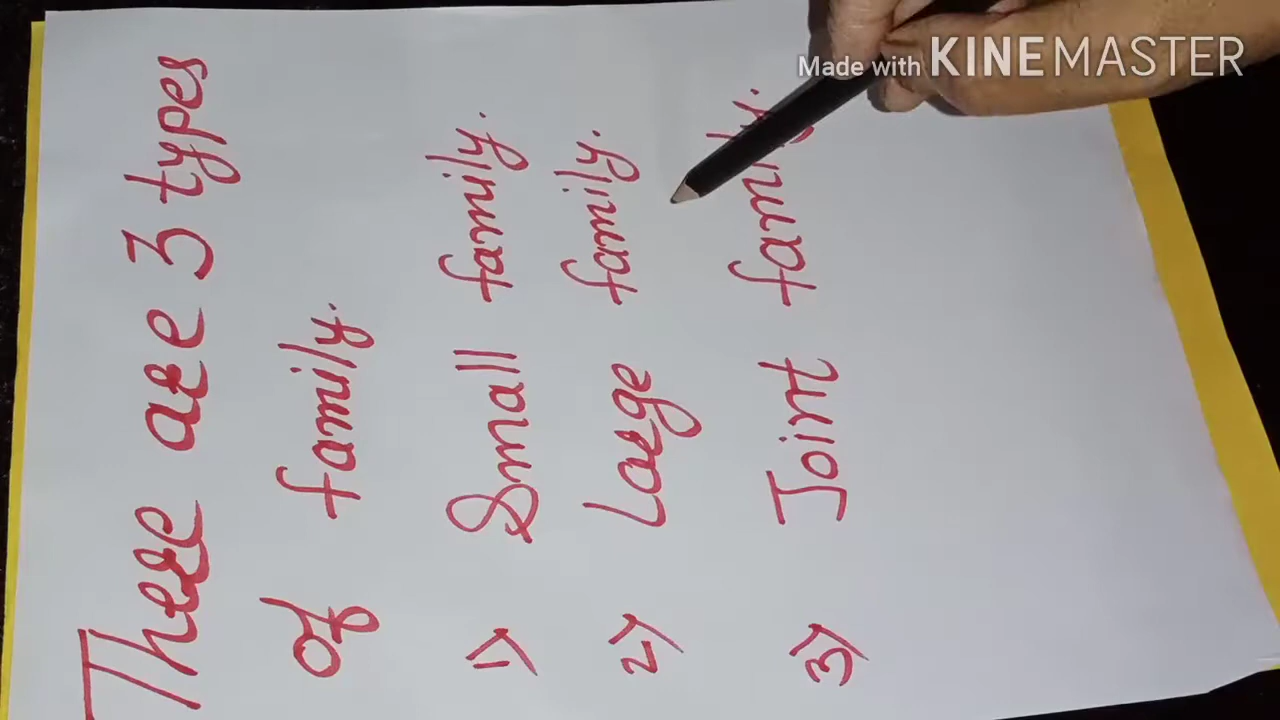 Made with KINEMASTER
There are 3 types
of family.
1) Small family.
2) Large family.
3) Joint family.